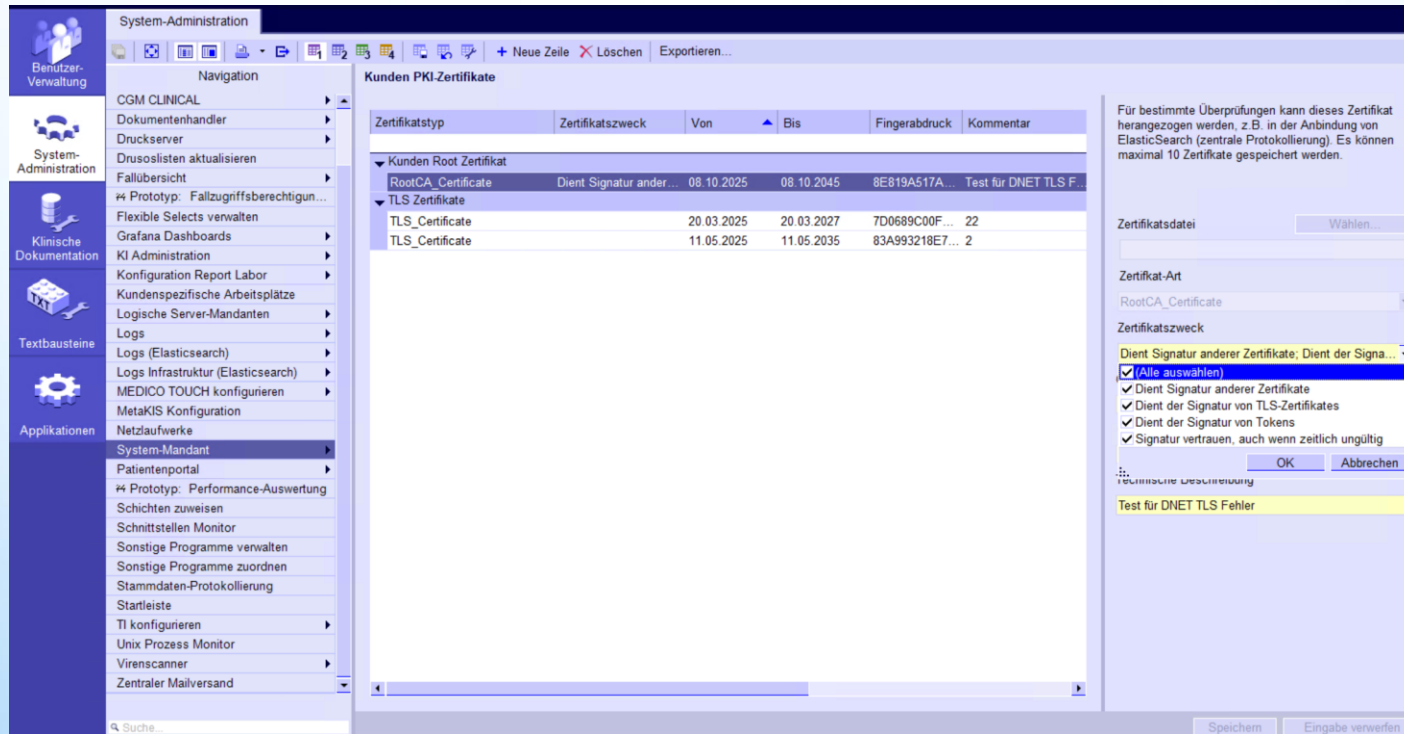 System-Administration
Benutzer-
Verwaltung
System-
Administration
Klinische
Dokumentation
TXT
Textbausteine
Applikationen
1 2 3 4 Neue Zeile Löschen Exportieren...
Navigation
CGM CLINICAL
Dokumentenhandler
Druckserver
Drusoslisten aktualisieren
Fallübersicht
Prototyp: Fallzugriffsberechtigun...
Flexible Selects verwalten
Grafana Dashboards
KI Administration
Konfiguration Report Labor
Kundenspezifische Arbeitsplätze
Logische Server-Mandanten
Logs
Logs (Elasticsearch)
Logs Infrastruktur (Elasticsearch)
MEDICO TOUCH konfigurieren
MetaKIS Konfiguration
Netzlaufwerke
System-Mandant
Patientenportal
Prototyp: Performance-Auswertung
Schichten zuweisen
Schnittstellen Monitor
Sonstige Programme verwalten
Sonstige Programme zuordnen
Stammdaten-Protokollierung
Startleiste
TI konfigurieren
Unix Prozess Monitor
Virenscanner
Zentraler Mailversand
Suche...
Kunden PKI-Zertifikate
Zertifikatstyp Zertifikatszweck Von Bis Fingerabdruck Kommentar
Kunden Root Zertifikat
RootCA_Certificate Dient Signatur ander... 08.10.2025 08.10.2045 8E819A517A... Test für DNET TLS F...
TLS Zertifikate
TLS_Certificate 20.03.2025 20.03.2027 7D0689C00F... 22
TLS_Certificate 11.05.2025 11.05.2035 83A993218E7... 2
Für bestimmte Überprüfungen kann dieses Zertifikat
herangezogen werden, z.B. in der Anbindung von
ElasticSearch (zentrale Protokollierung). Es können
maximal 10 Zertifkate gespeichert werden.
Zertifikatsdatei Wählen...
Zertifkat-Art
RootCA_Certificate
Zertifikatszweck
Dient Signatur anderer Zertifikate; Dient der Signa...
(Alle auswählen)
Dient Signatur anderer Zertifikate
Dient der Signatur von TLS-Zertifikates
Dient der Signatur von Tokens
Signatur vertrauen, auch wenn zeitlich ungültig
OK Abbrechen
Technische Beschreibung
Test für DNET TLS Fehler
Speichern Eingabe verwerfen